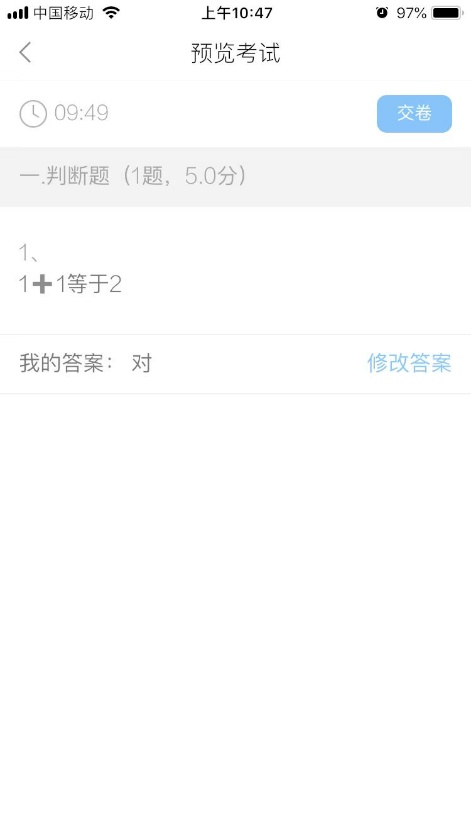 中国移动 上午10:47 97%
预览考试
09:49 交卷
一.判断题（1题，5.0分）
1、
1➕1等于2
我的答案： 对 修改答案